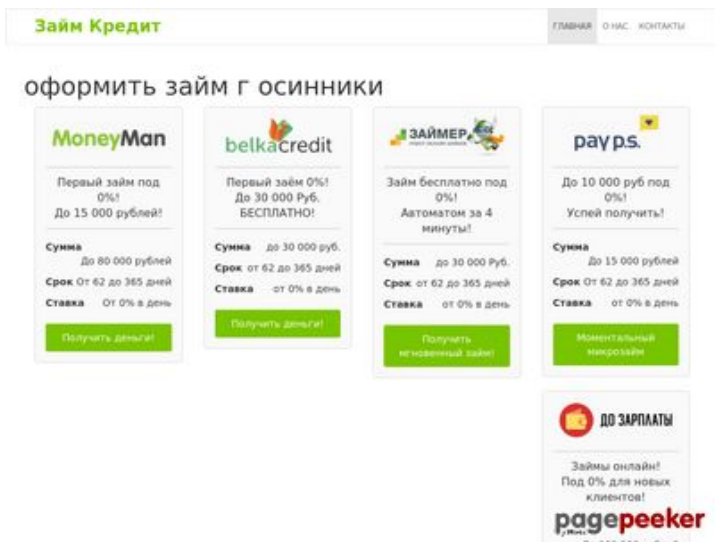 Займ Кредит
ГЛАВНАЯ О НАС КОНТАКТЫ
оформить займ г осинники
MoneyMan
Первый займ под
0%!
До 15 000 рублей!
Сумма
До 80 000 рублей
Срок От 62 до 365 дней
Ставка От 0% в день
Получить деньги!
belkacredit
Первый заём 0%!
До 30 000 Руб.
БЕСПЛАТНО!
Сумма до 30 000 руб.
Срок от 62 до 365 дней
Ставка от 0% в день
Получить деньги!
ЗАЙМЕР
Займ бесплатно под
0%!
Автоматом за 4
минуты!
Сумма до 30 000 Руб.
Срок от 62 до 365 дней
Ставка от 0% в день
Получить
мгновенный займ!
pay p.s.
До 10 000 руб под
0%!
Успей получить!
Сумма
До 15 000 рублей
Срок От 62 до 365 дней
Ставка от 0% в день
Моментальный
микрозайм
ДО ЗАРПЛАТЫ
Займы онлайн!
Под 0% для новых
клиентов!
pagepeeker